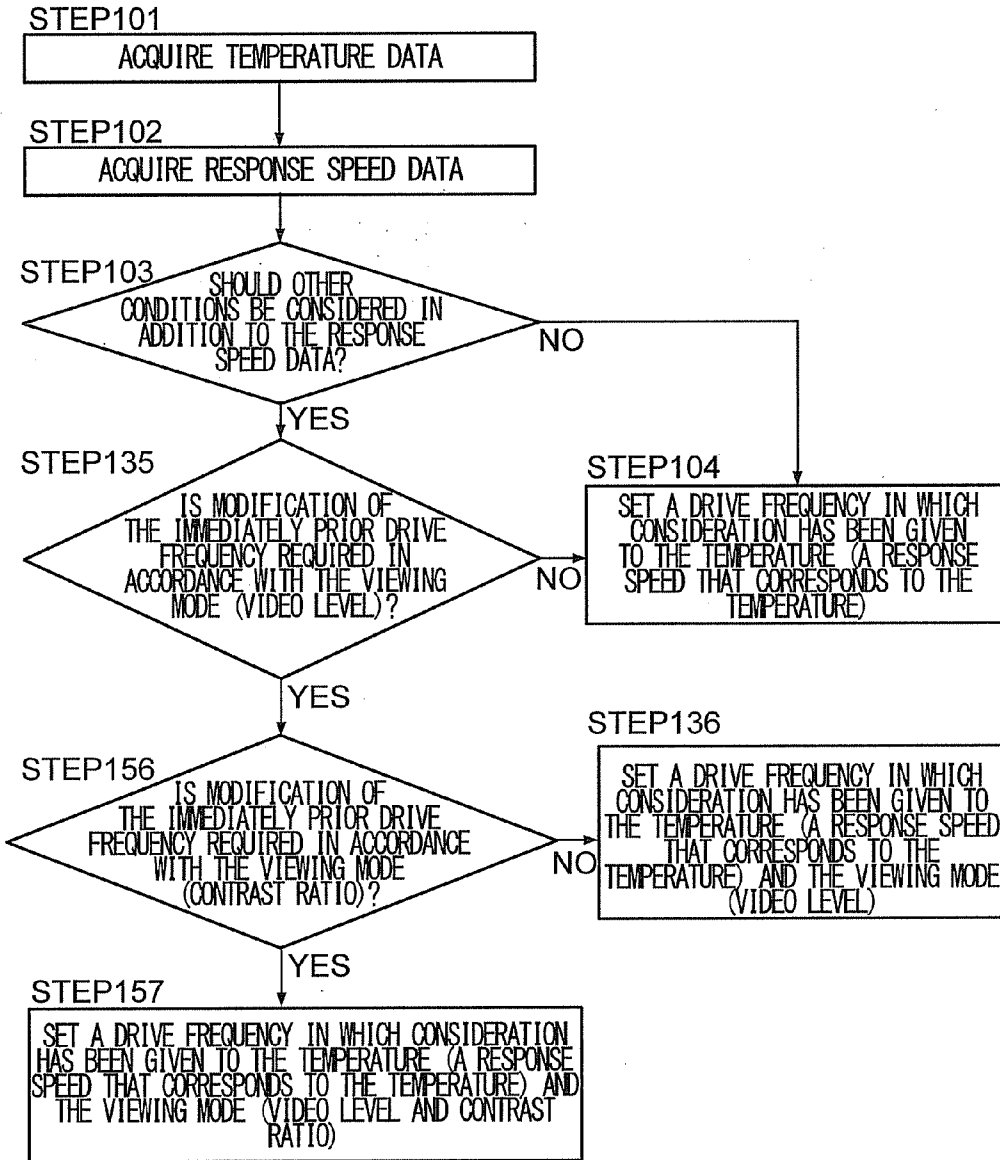 STEP101
ACQUIRE TEMPERATURE DATA
STEP102
ACQUIRE RESPONSE SPEED DATA
STEP103
SHOULD OTHER
CONDITIONS BE CONSIDERED IN
ADDITION TO THE RESPONSE
SPEED DATA?
NO
YES
STEP135
IS MODIFICATION OF
THE IMMEDIATELY PRIOR DRIVE
FREQUENCY REQUIRED IN
ACCORDANCE WITH THE VIEWING
MODE (VIDEO LEVEL)?
NO
YES
STEP104
SET A DRIVE FREQUENCY IN WHICH
CONSIDERATION HAS BEEN GIVEN
TO THE TEMPERATURE (A RESPONSE
SPEED THAT CORRESPONDS TO THE
TEMPERATURE)
STEP156
IS MODIFICATION OF
THE IMMEDIATELY PRIOR DRIVE
FREQUENCY REQUIRED IN ACCORDANCE
WITH THE VIEWING MODE
(CONTRAST RATIO)?
NO
YES
STEP136
SET A DRIVE FREQUENCY IN WHICH
CONSIDERATION HAS BEEN GIVEN TO
THE TEMPERATURE (A RESPONSE SPEED
THAT CORRESPONDS TO THE
TEMPERATURE) AND THE VIEWING MODE
(VIDEO LEVEL)
STEP157
SET A DRIVE FREQUENCY IN WHICH CONSIDERATION
HAS BEEN GIVEN TO THE TEMPERATURE (A RESPONSE
SPEED THAT CORRESPONDS TO THE TEMPERATURE) AND
THE VIEWING MODE (VIDEO LEVEL AND CONTRAST
RATIO)